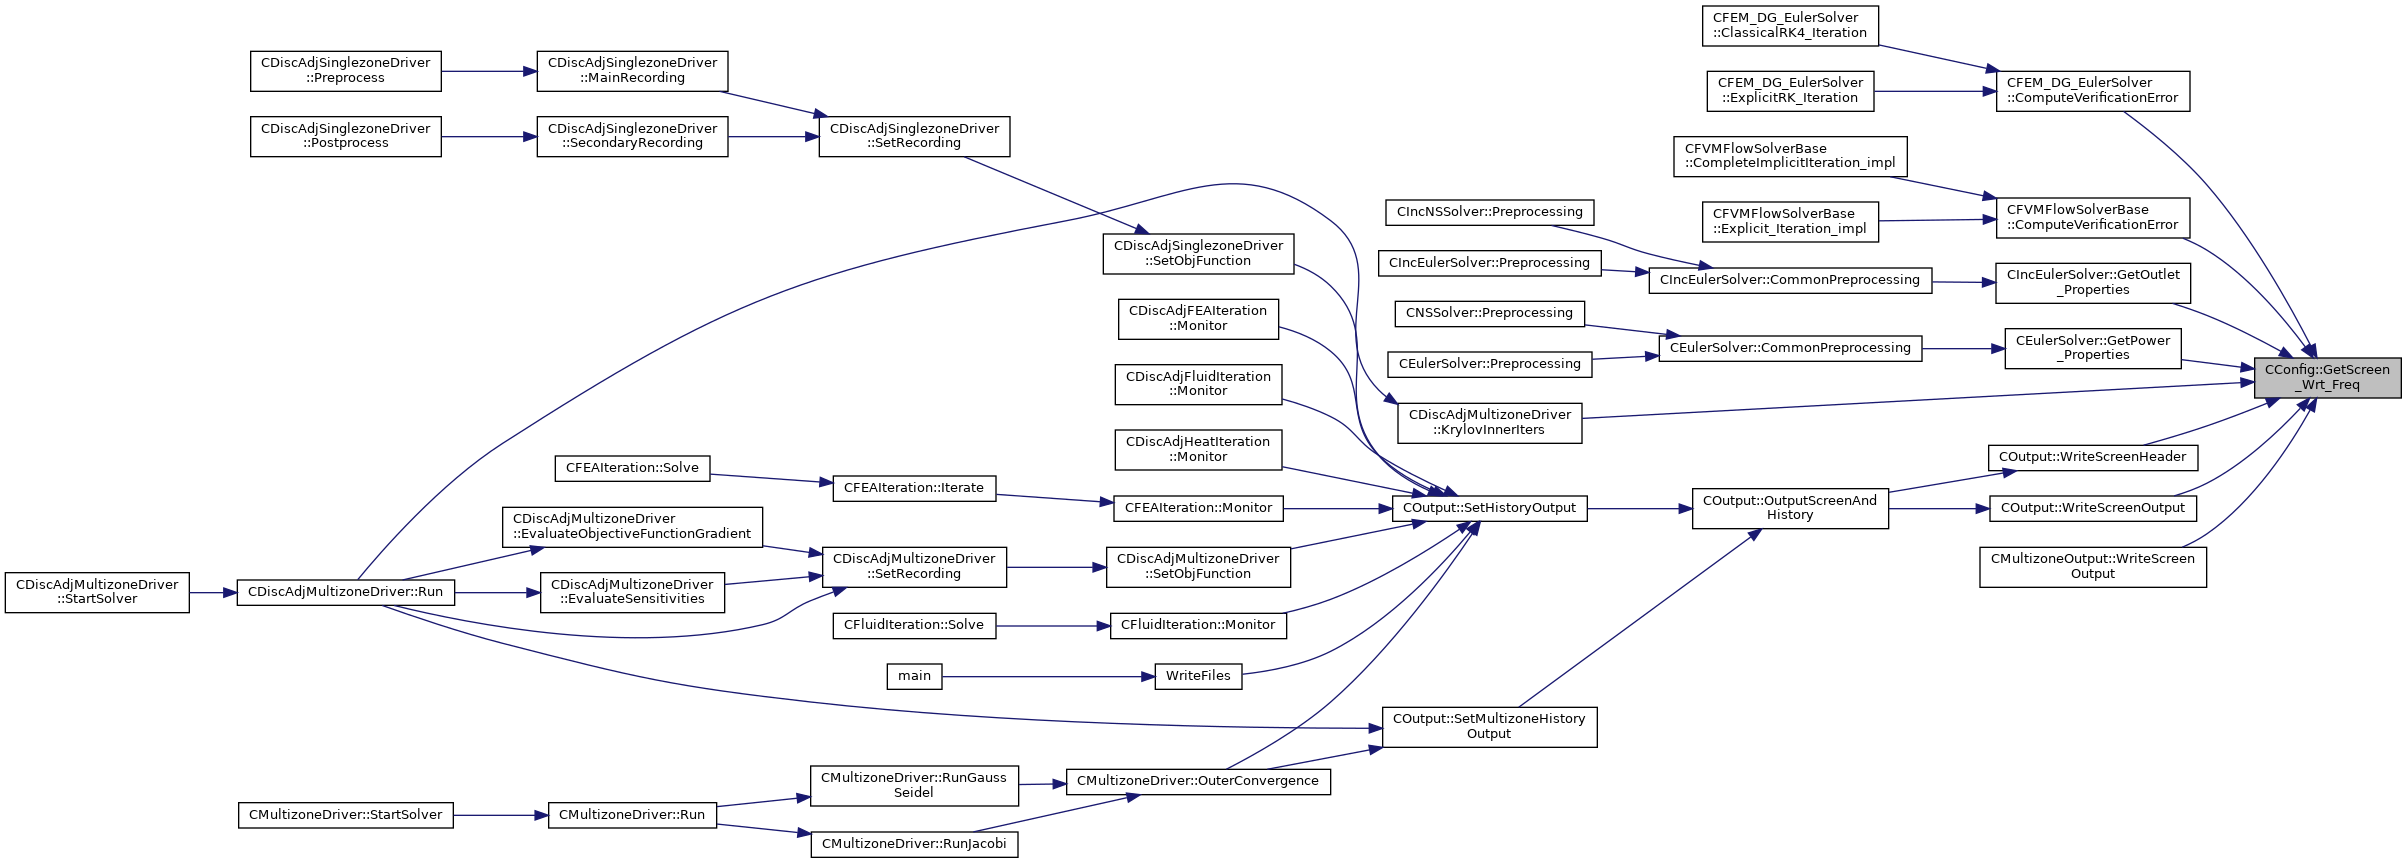 CFEM_DG_EulerSolver
::ClassicalRK4_Iteration
CDiscAdjSinglezoneDriver
::Preprocess
CDiscAdjSinglezoneDriver
::MainRecording
CFEM_DG_EulerSolver
::ExplicitRK_Iteration
CFEM_DG_EulerSolver
::ComputeVerificationError
CDiscAdjSinglezoneDriver
::Postprocess
CDiscAdjSinglezoneDriver
::SecondaryRecording
CDiscAdjSinglezoneDriver
::SetRecording
CFVMFlowSolverBase
::CompleteImplicitIteration_impl
CIncNSSolver::Preprocessing
CFVMFlowSolverBase
::Explicit_Iteration_impl
CFVMFlowSolverBase
::ComputeVerificationError
CDiscAdjSinglezoneDriver
::SetObjFunction
CIncEulerSolver::Preprocessing
CIncEulerSolver::CommonPreprocessing
CIncEulerSolver::GetOutlet
_Properties
CDiscAdjFEAIteration
::Monitor
CNSSolver::Preprocessing
CEulerSolver::CommonPreprocessing
CEulerSolver::GetPower
_Properties
CEulerSolver::Preprocessing
CConfig::GetScreen
_Wrt_Freq
CDiscAdjFluidIteration
::Monitor
CDiscAdjMultizoneDriver
::KrylovInnerIters
CDiscAdjHeatIteration
::Monitor
COutput::WriteScreenHeader
CFEAIteration::Solve
CFEAIteration::Iterate
CFEAIteration::Monitor
COutput::SetHistoryOutput
COutput::OutputScreenAnd
History
COutput::WriteScreenOutput
CDiscAdjMultizoneDriver
::EvaluateObjectiveFunctionGradient
CDiscAdjMultizoneDriver
::SetRecording
CDiscAdjMultizoneDriver
::SetObjFunction
CMultizoneOutput::WriteScreen
Output
CDiscAdjMultizoneDriver
::StartSolver
CDiscAdjMultizoneDriver::Run
CDiscAdjMultizoneDriver
::EvaluateSensitivities
CFluidIteration::Solve
CFluidIteration::Monitor
main
WriteFiles
COutput::SetMultizoneHistory
Output
CMultizoneDriver::RunGauss
Seidel
CMultizoneDriver::OuterConvergence
CMultizoneDriver::StartSolver
CMultizoneDriver::Run
CMultizoneDriver::RunJacobi